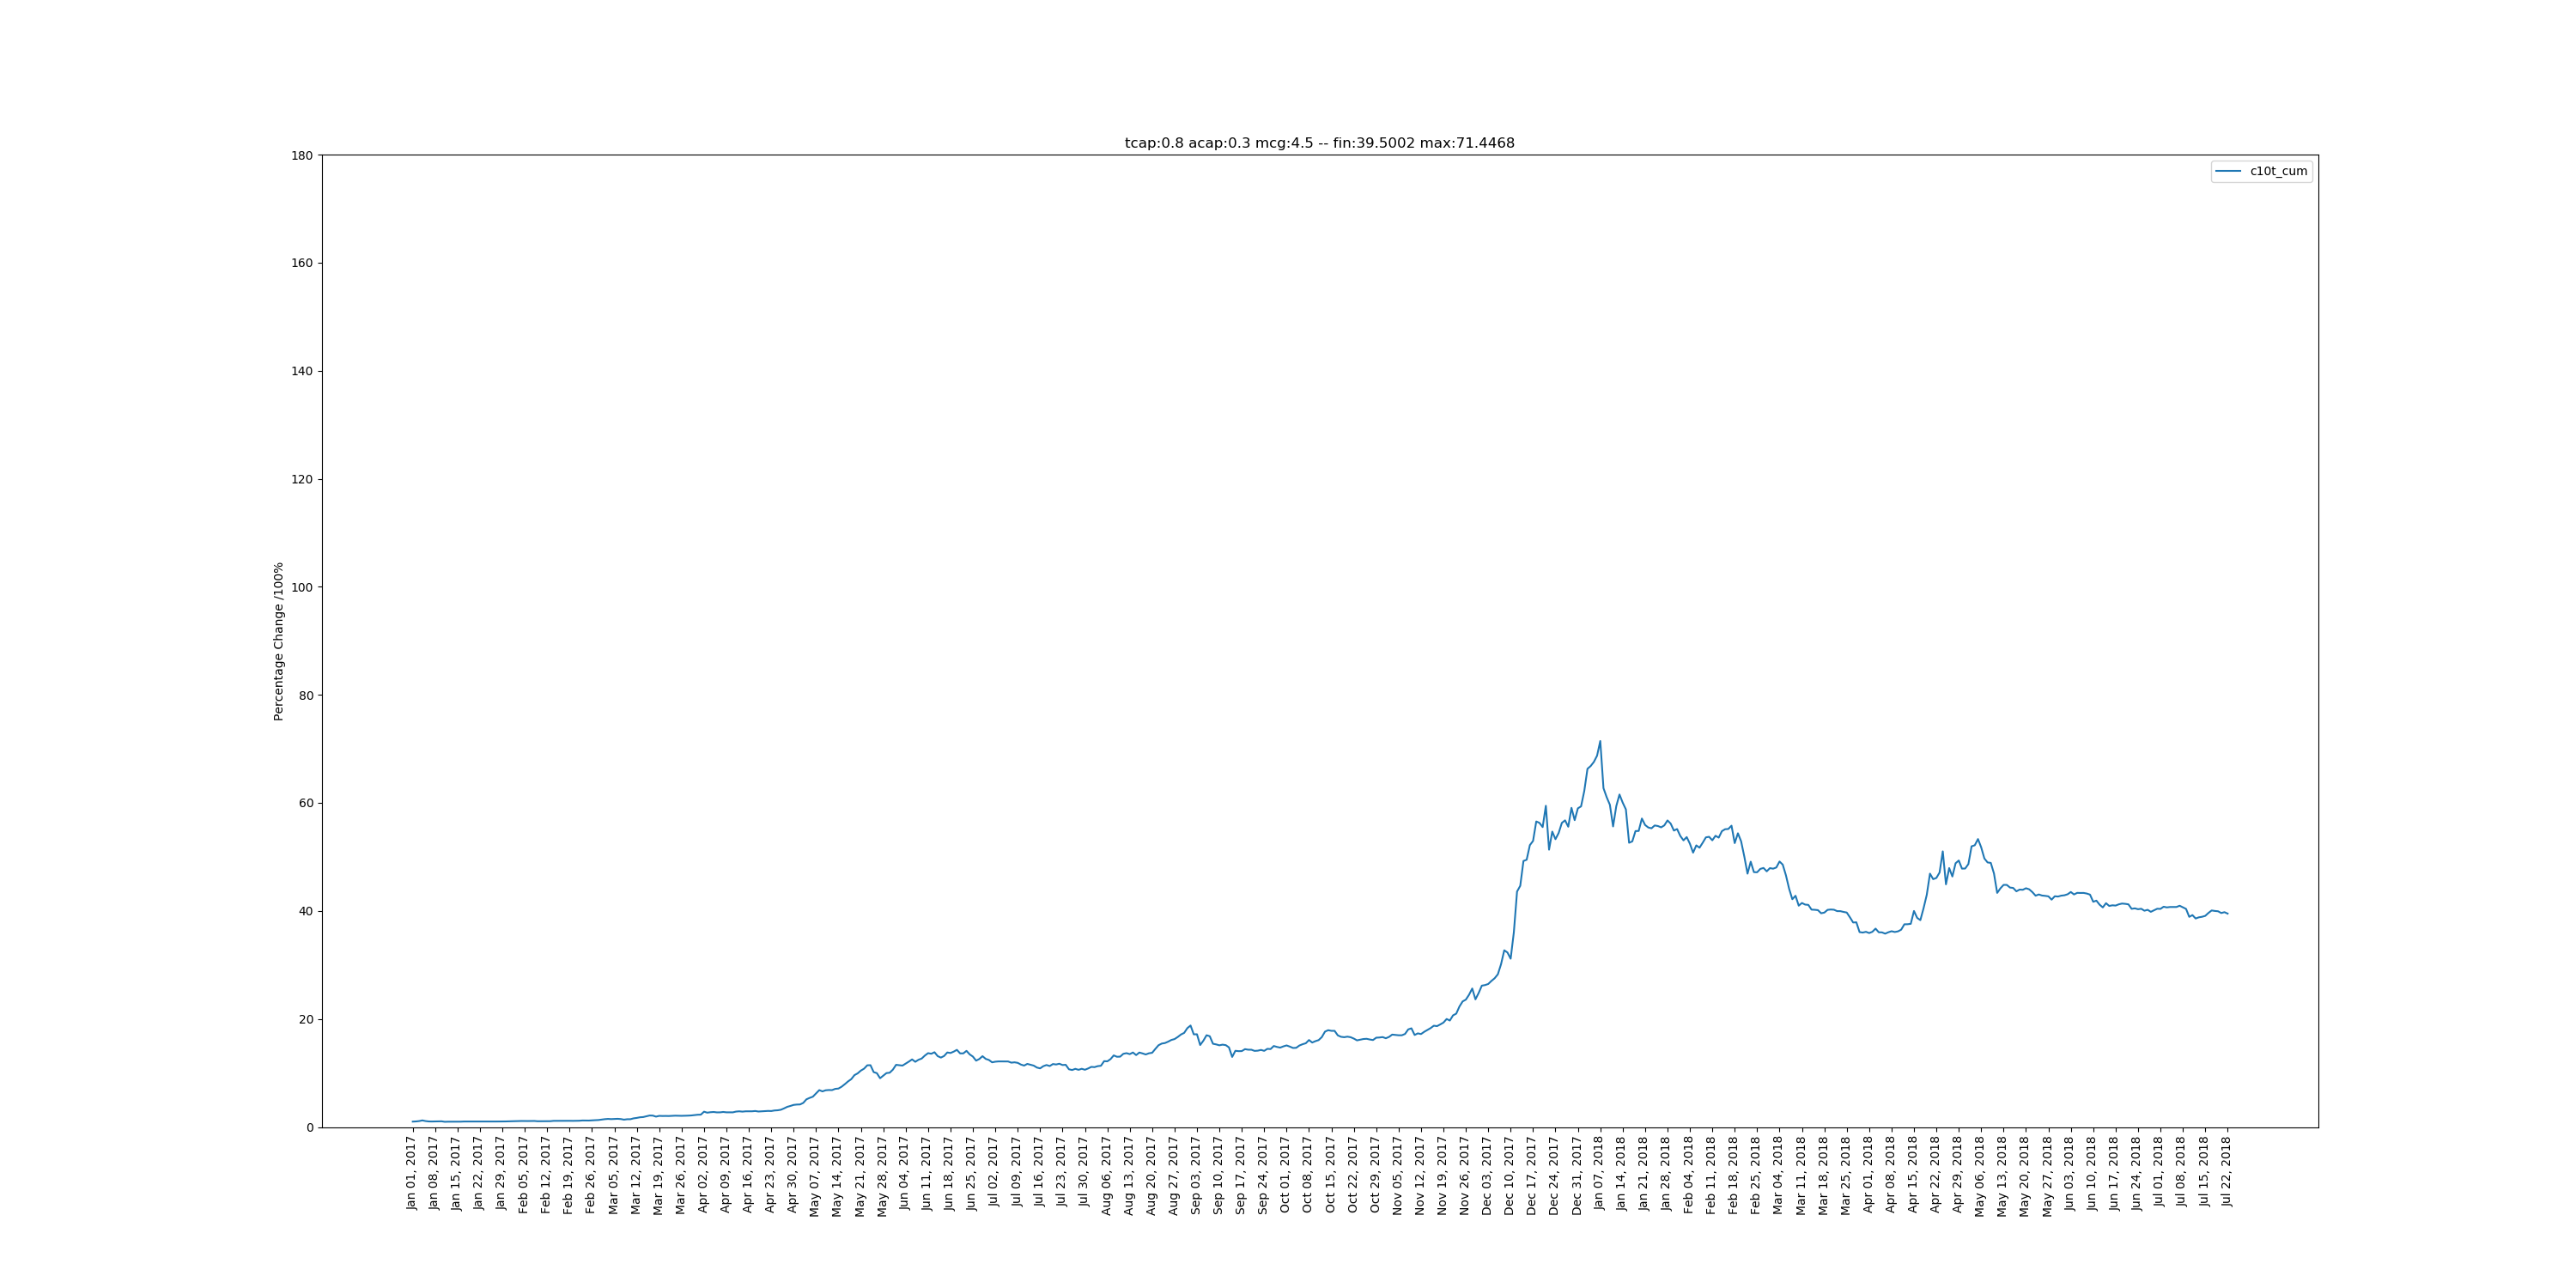 tcap:0.8 acap:0.3 mcg:4.5 -- fin:39.5002 max:71.4468
c10t_cum
Percentage Change /100%
180
160
140
120
100
80
60
40
20
0
Jan 01, 2017
Jan 08, 2017
Jan 15, 2017
Jan 22, 2017
Jan 29, 2017
Feb 05, 2017
Feb 12, 2017
Feb 19, 2017
Feb 26, 2017
Mar 05, 2017
Mar 12, 2017
Mar 19, 2017
Mar 26, 2017
Apr 02, 2017
Apr 09, 2017
Apr 16, 2017
Apr 23, 2017
Apr 30, 2017
May 07, 2017
May 14, 2017
May 21, 2017
May 28, 2017
Jun 04, 2017
Jun 11, 2017
Jun 18, 2017
Jun 25, 2017
Jul 02, 2017
Jul 09, 2017
Jul 16, 2017
Jul 23, 2017
Jul 30, 2017
Aug 06, 2017
Aug 13, 2017
Aug 20, 2017
Aug 27, 2017
Sep 03, 2017
Sep 10, 2017
Sep 17, 2017
Sep 24, 2017
Oct 01, 2017
Oct 08, 2017
Oct 15, 2017
Oct 22, 2017
Oct 29, 2017
Nov 05, 2017
Nov 12, 2017
Nov 19, 2017
Nov 26, 2017
Dec 03, 2017
Dec 10, 2017
Dec 17, 2017
Dec 24, 2017
Dec 31, 2017
Jan 07, 2018
Jan 14, 2018
Jan 21, 2018
Jan 28, 2018
Feb 04, 2018
Feb 11, 2018
Feb 18, 2018
Feb 25, 2018
Mar 04, 2018
Mar 11, 2018
Mar 18, 2018
Mar 25, 2018
Apr 01, 2018
Apr 08, 2018
Apr 15, 2018
Apr 22, 2018
Apr 29, 2018
May 06, 2018
May 13, 2018
May 20, 2018
May 27, 2018
Jun 03, 2018
Jun 10, 2018
Jun 17, 2018
Jun 24, 2018
Jul 01, 2018
Jul 08, 2018
Jul 15, 2018
Jul 22, 2018